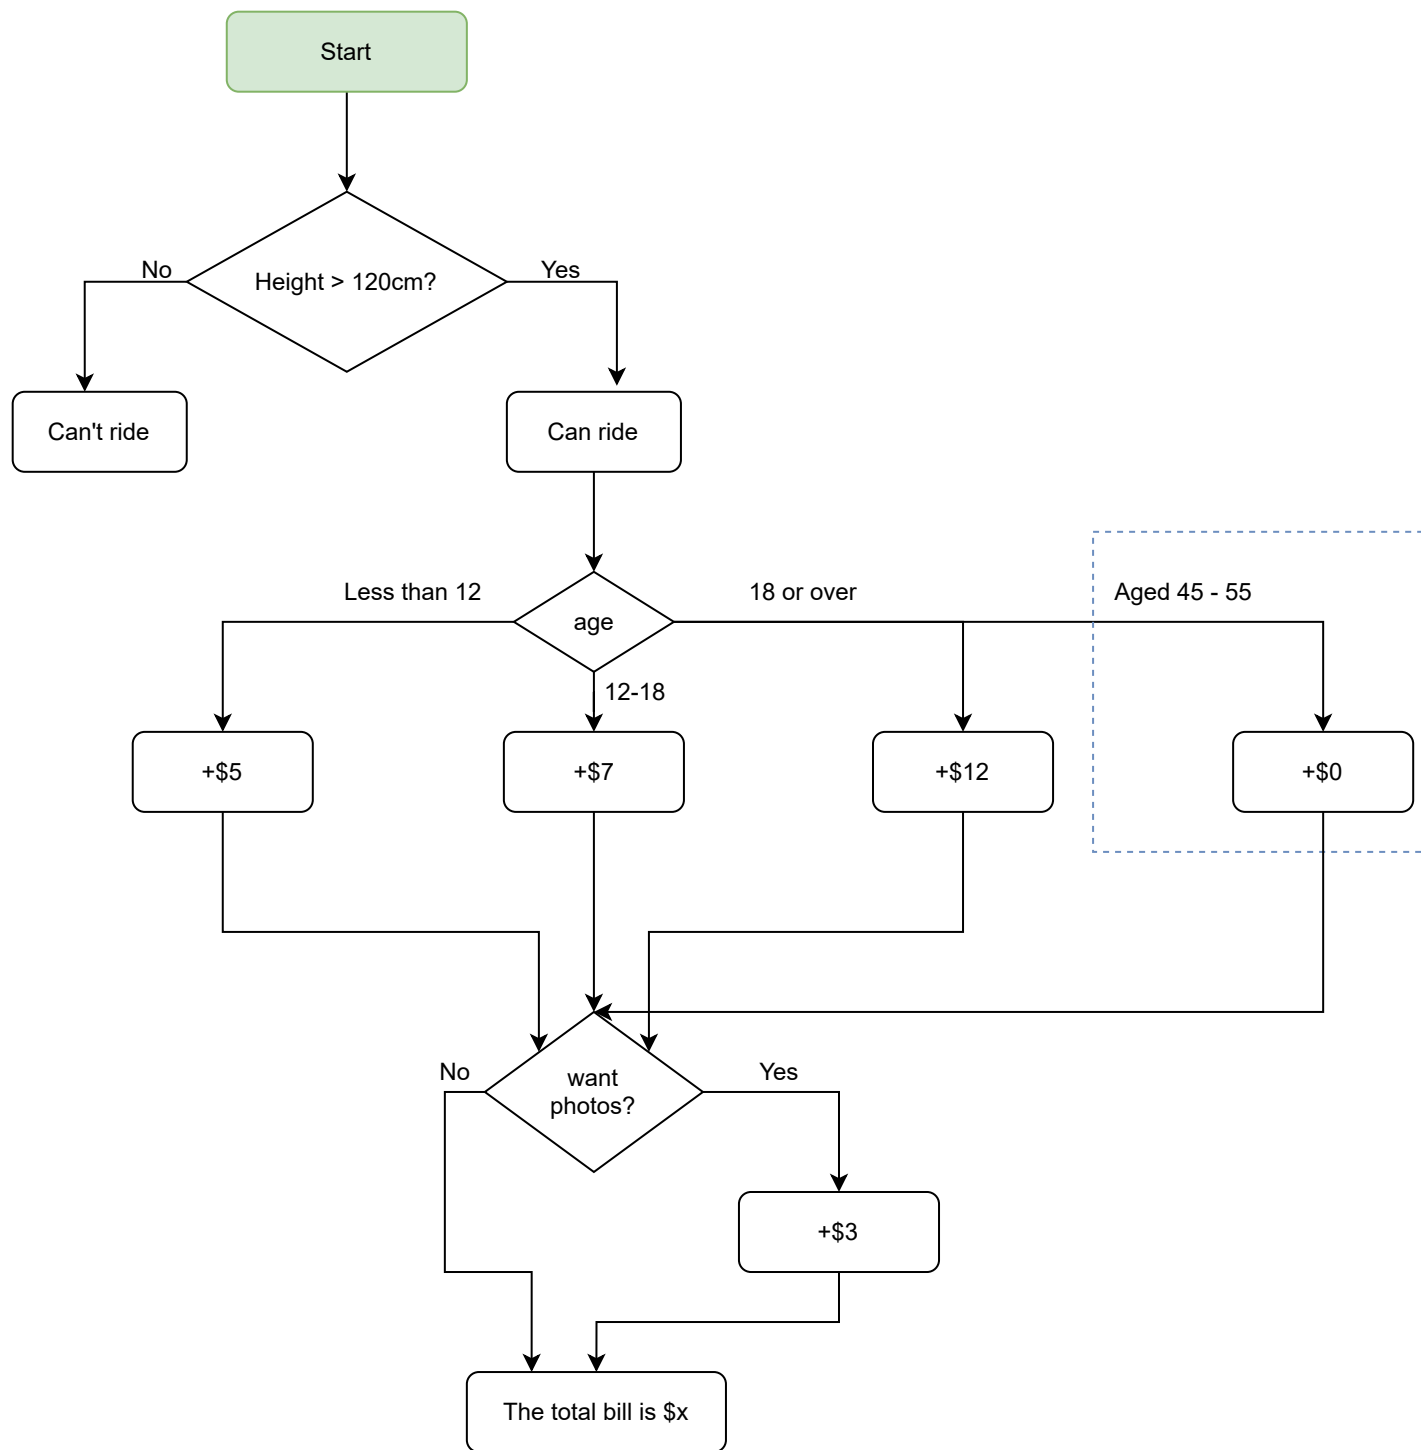 Start
Height > 120cm?
No
Yes
Can't ride
Can ride
Less than 12
age
18 or over
Aged 45 - 55
12-18
+$5
+$7
+$12
+$0
want
photos?
No
Yes
+$3
The total bill is $x